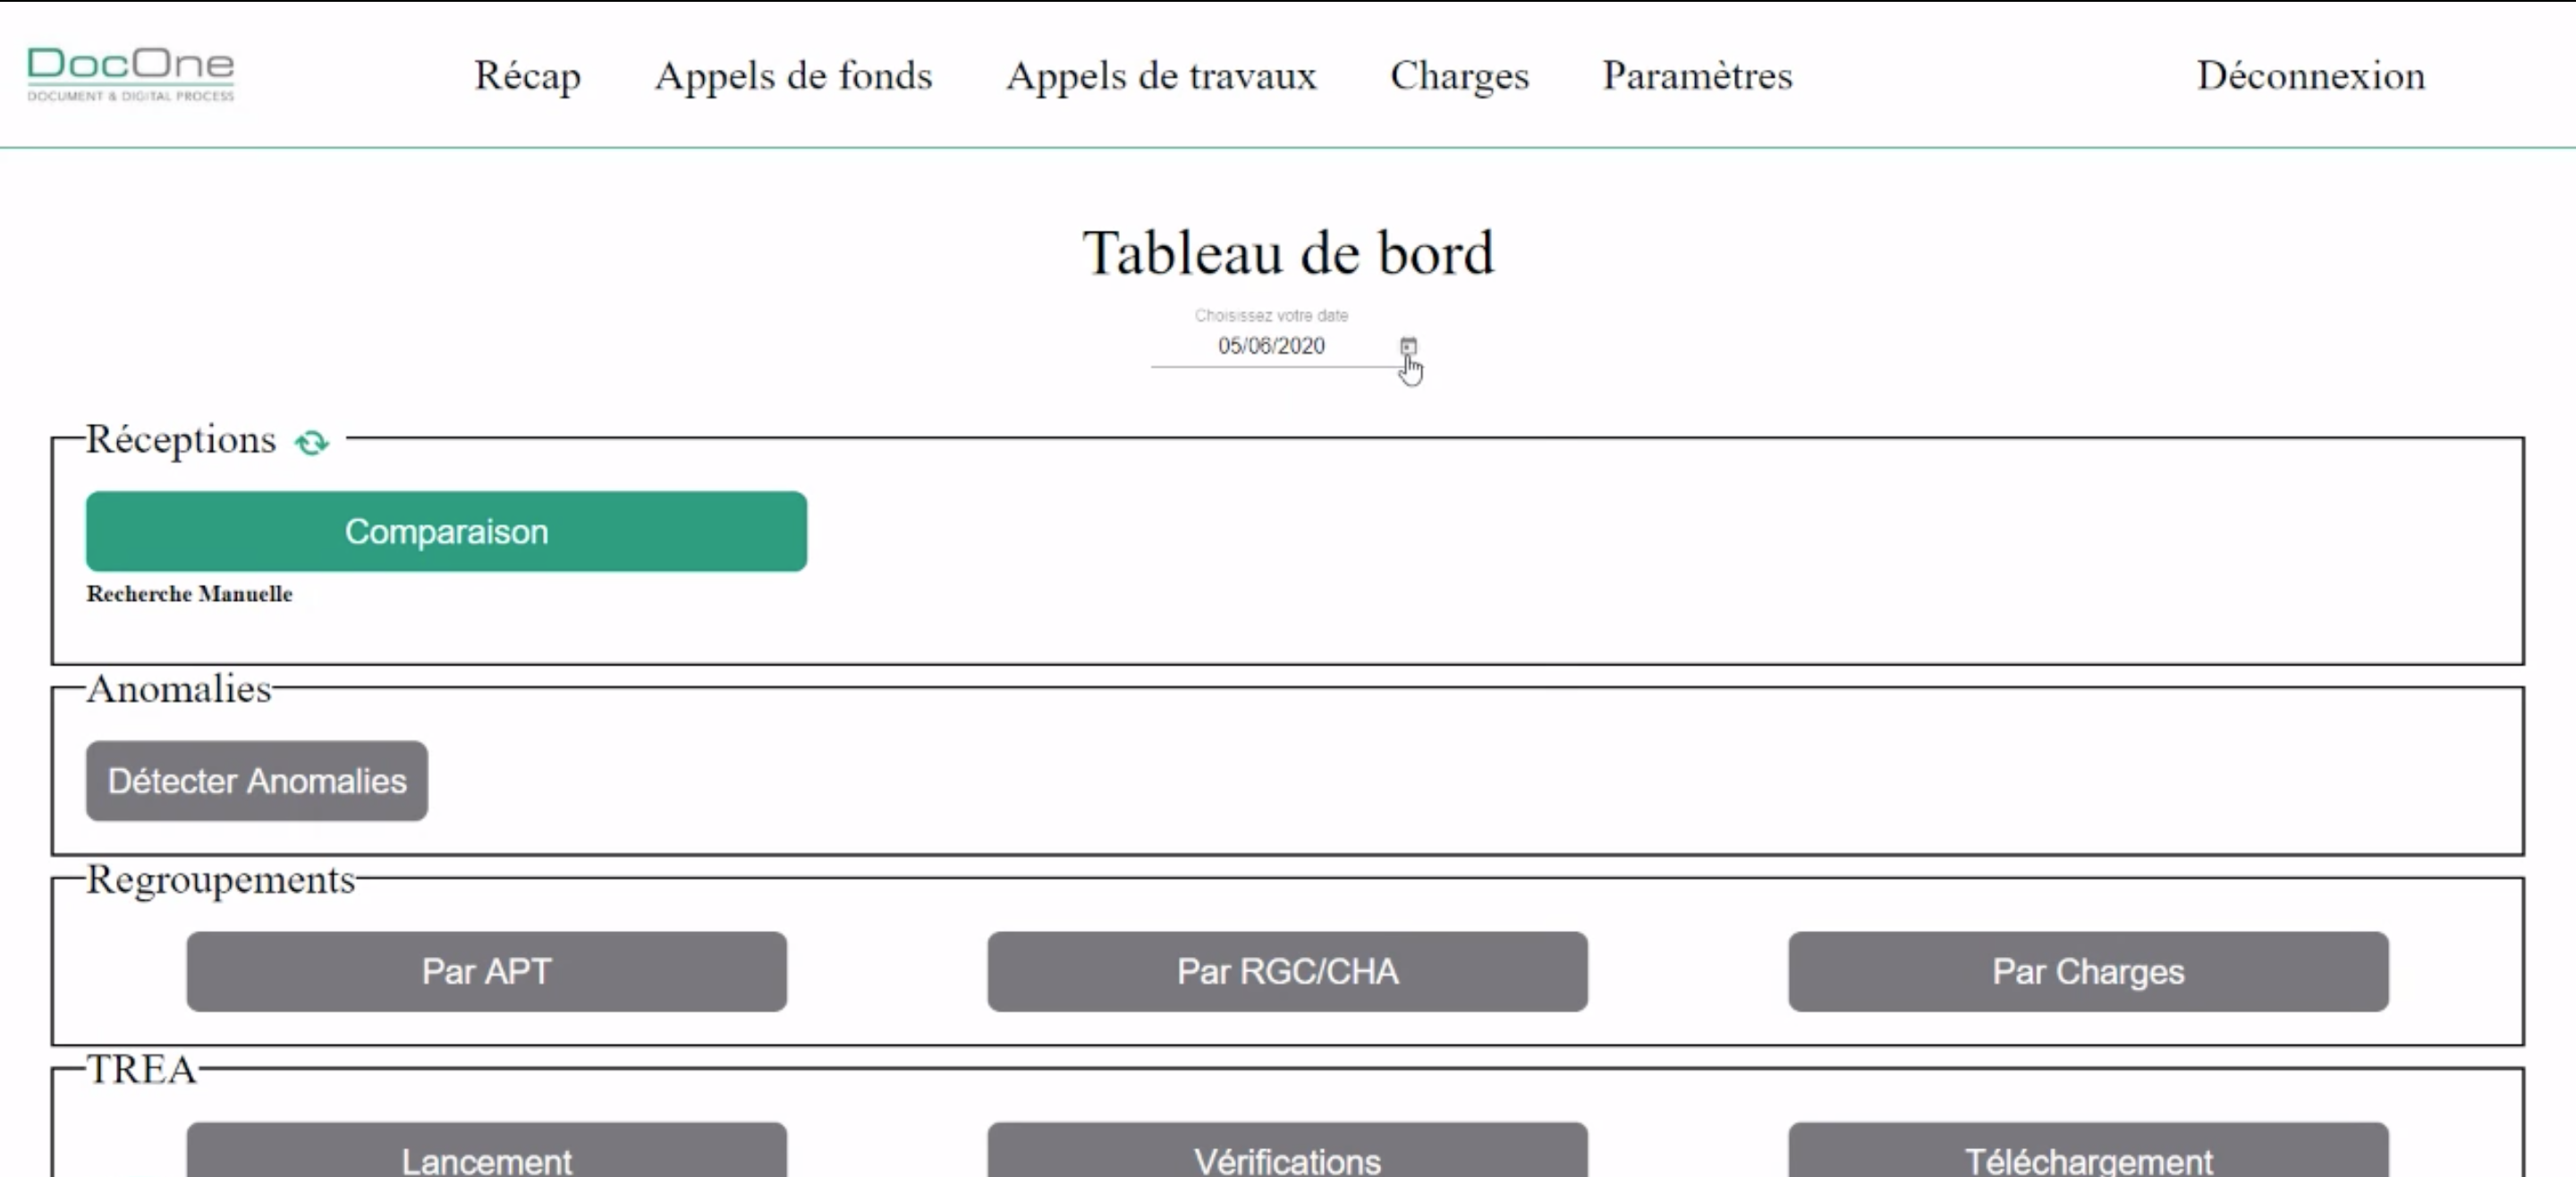 DocOne
DOCUMENT & DIGITAL PROCESS
Récap Appels de fonds Appels de travaux Charges Paramètres Déconnexion
Tableau de bord
Choisissez votre date
05/06/2020
Réceptions
Comparaison
Recherche Manuelle
Anomalies
Détecter Anomalies
Regroupements
Par APT Par RGC/CHA Par Charges
TREA
Lancement Vérifications Téléchargement